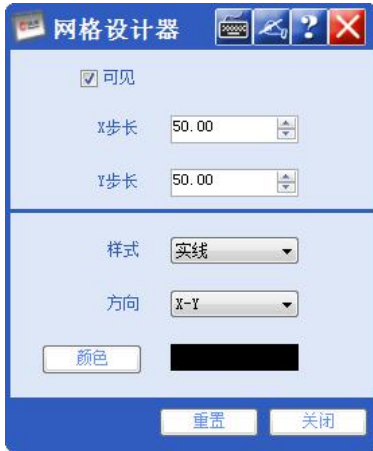 网格设计器 ?
可见
X步长 50.00
Y步长 50.00
样式 实线
方向 X-Y
颜色
重置 关闭